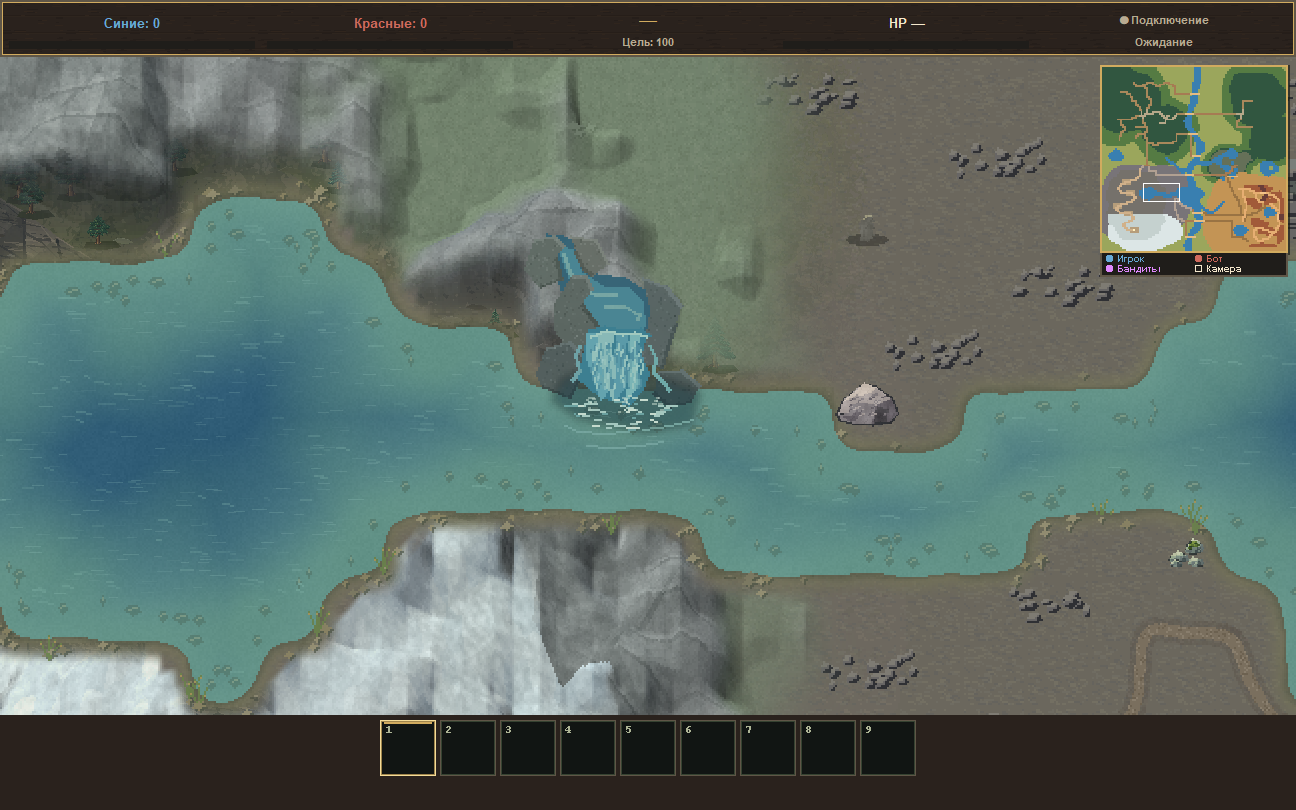 Синие: 0
Красные: 0
—
Цель: 100
HP —
Подключение
Ожидание
Игрок
Бот
Бандиты
Камера
1 2 3 4 5 6 7 8 9